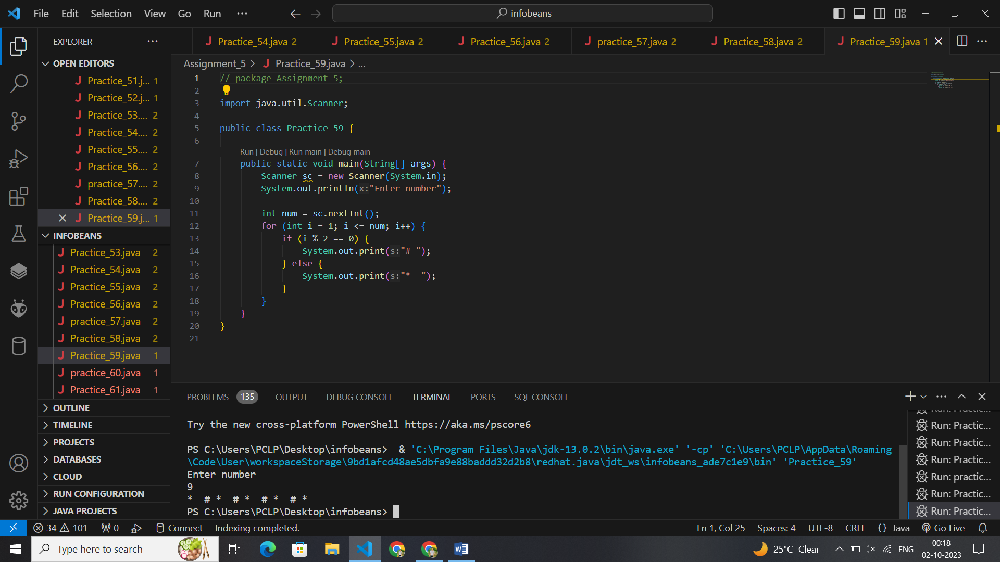 File Edit Selection View Go Run ···
infobeans
EXPLORER ···
OPEN EDITORS
Practice_51.j... 1
Practice_52.j... 1
Practice_53.... 2
Practice_54.... 2
Practice_55.... 2
Practice_56.... 2
practice_57.... 2
Practice_58.... 2
Practice_59.j... 1
INFOBEANS
Practice_53.java 2
Practice_54.java 2
Practice_55.java 2
Practice_56.java 2
practice_57.java 2
Practice_58.java 2
Practice_59.java 1
practice_60.java 1
Practice_61.java 1
OUTLINE
TIMELINE
PROJECTS
DATABASES
CLOUD
RUN CONFIGURATION
JAVA PROJECTS
Practice_54.java 2 Practice_55.java 2 Practice_56.java 2 practice_57.java 2 Practice_58.java 2 Practice_59.java 1
Assignment_5 > Practice_59.java > ...
1 // package Assignment_5;
2
3 import java.util.Scanner;
4
5 public class Practice_59 {
6
Run | Debug | Run main | Debug main
7 public static void main(String[] args) {
8 Scanner sc = new Scanner(System.in);
9 System.out.println(x:"Enter number");
10
11 int num = sc.nextInt();
12 for (int i = 1; i <= num; i++) {
13 if (i % 2 == 0) {
14 System.out.print(s:"# ");
15 } else {
16 System.out.print(s:"*  ");
17 }
18 }
19 }
20 }
21
PROBLEMS 135 OUTPUT DEBUG CONSOLE TERMINAL PORTS SQL CONSOLE
Try the new cross-platform PowerShell https://aka.ms/pscore6
PS C:\Users\PCLP\Desktop\infobeans>  & 'C:\Program Files\Java\jdk-13.0.2\bin\java.exe' '-cp' 'C:\Users\PCLP\AppData\Roaming
\Code\User\workspaceStorage\9bd1afcd48ae5dbfa9e88baddd32d2b8\redhat.java\jdt_ws\infobeans_ade7c1e9\bin' 'Practice_59'
Enter number
9
*  # *  # *  # *  # *
PS C:\Users\PCLP\Desktop\infobeans>
Run: Practic...
Run: Practic...
Run: Practic...
Run: practic...
Run: Practic...
Run: Practic...
34 101 0 Connect Indexing completed. Ln 1, Col 25 Spaces: 4 UTF-8 CRLF {} Java Go Live
Type here to search
25°C Clear ENG
00:18
02-10-2023